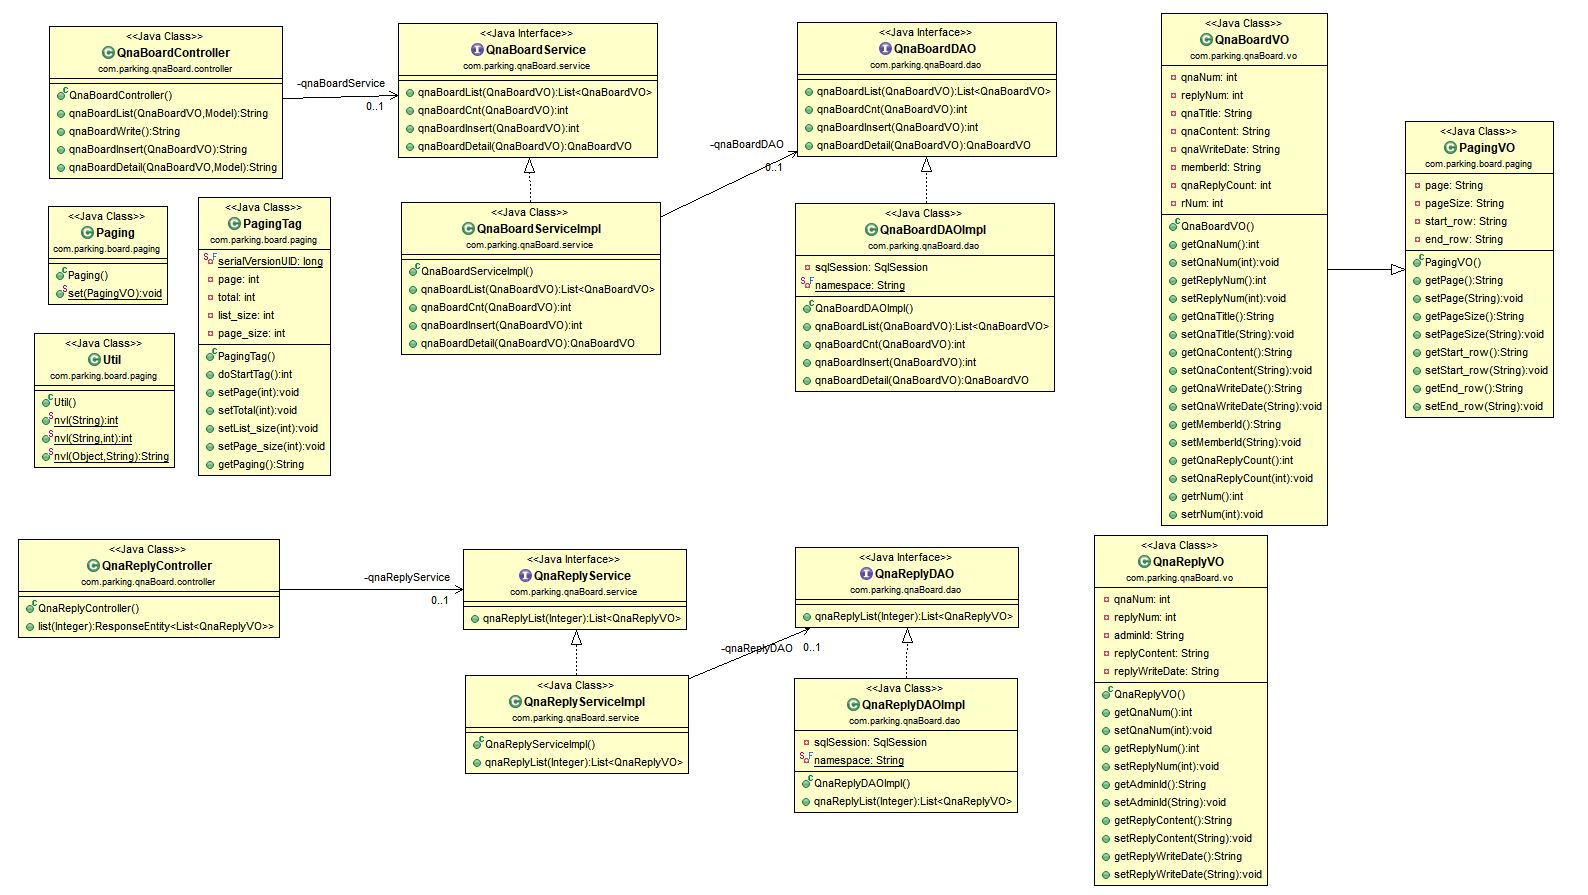 <<Java Class>>
QnaBoardController
com.parking.qnaBoard.controller
QnaBoardController()
qnaBoardList(QnaBoardVO,Model):String
qnaBoardWrite():String
qnaBoardInsert(QnaBoardVO):String
qnaBoardDetail(QnaBoardVO,Model):String
-qnaBoardService
0..1
<<Java Interface>>
QnaBoardService
com.parking.qnaBoard.service
qnaBoardList(QnaBoardVO):List<QnaBoardVO>
qnaBoardCnt(QnaBoardVO):int
qnaBoardInsert(QnaBoardVO):int
qnaBoardDetail(QnaBoardVO):QnaBoardVO
-qnaBoardDAO
0..1
<<Java Interface>>
QnaBoardDAO
com.parking.qnaBoard.dao
qnaBoardList(QnaBoardVO):List<QnaBoardVO>
qnaBoardCnt(QnaBoardVO):int
qnaBoardInsert(QnaBoardVO):int
qnaBoardDetail(QnaBoardVO):QnaBoardVO
<<Java Class>>
QnaBoardVO
com.parking.qnaBoard.vo
qnaNum: int
replyNum: int
qnaTitle: String
qnaContent: String
qnaWriteDate: String
memberId: String
qnaReplyCount: int
rNum: int
QnaBoardVO()
getQnaNum():int
setQnaNum(int):void
getReplyNum():int
setReplyNum(int):void
getQnaTitle():String
setQnaTitle(String):void
getQnaContent():String
setQnaContent(String):void
getQnaWriteDate():String
setQnaWriteDate(String):void
getMemberId():String
setMemberId(String):void
getQnaReplyCount():int
setQnaReplyCount(int):void
getrNum():int
setrNum(int):void
<<Java Class>>
PagingVO
com.parking.board.paging
page: String
pageSize: String
start_row: String
end_row: String
PagingVO()
getPage():String
setPage(String):void
getPageSize():String
setPageSize(String):void
getStart_row():String
setStart_row(String):void
getEnd_row():String
setEnd_row(String):void
<<Java Class>>
Paging
com.parking.board.paging
Paging()
set(PagingVO):void
<<Java Class>>
PagingTag
com.parking.board.paging
serialVersionUID: long
page: int
total: int
list_size: int
page_size: int
PagingTag()
doStartTag():int
setPage(int):void
setTotal(int):void
setList_size(int):void
setPage_size(int):void
getPaging():String
<<Java Class>>
QnaBoardServiceImpl
com.parking.qnaBoard.service
QnaBoardServiceImpl()
qnaBoardList(QnaBoardVO):List<QnaBoardVO>
qnaBoardCnt(QnaBoardVO):int
qnaBoardInsert(QnaBoardVO):int
qnaBoardDetail(QnaBoardVO):QnaBoardVO
<<Java Class>>
QnaBoardDAOImpl
com.parking.qnaBoard.dao
sqlSession: SqlSession
namespace: String
QnaBoardDAOImpl()
qnaBoardList(QnaBoardVO):List<QnaBoardVO>
qnaBoardCnt(QnaBoardVO):int
qnaBoardInsert(QnaBoardVO):int
qnaBoardDetail(QnaBoardVO):QnaBoardVO
<<Java Class>>
Util
com.parking.board.paging
Util()
nvl(String):int
nvl(String,int):int
nvl(Object,String):String
<<Java Class>>
QnaReplyController
com.parking.qnaBoard.controller
QnaReplyController()
list(Integer):ResponseEntity<List<QnaReplyVO>>
-qnaReplyService
0..1
<<Java Interface>>
QnaReplyService
com.parking.qnaBoard.service
qnaReplyList(Integer):List<QnaReplyVO>
<<Java Interface>>
QnaReplyDAO
com.parking.qnaBoard.dao
qnaReplyList(Integer):List<QnaReplyVO>
-qnaReplyDAO
0..1
<<Java Class>>
QnaReplyServiceImpl
com.parking.qnaBoard.service
QnaReplyServiceImpl()
qnaReplyList(Integer):List<QnaReplyVO>
<<Java Class>>
QnaReplyDAOImpl
com.parking.qnaBoard.dao
sqlSession: SqlSession
namespace: String
QnaReplyDAOImpl()
qnaReplyList(Integer):List<QnaReplyVO>
<<Java Class>>
QnaReplyVO
com.parking.qnaBoard.vo
qnaNum: int
replyNum: int
adminId: String
replyContent: String
replyWriteDate: String
QnaReplyVO()
getQnaNum():int
setQnaNum(int):void
getReplyNum():int
setReplyNum(int):void
getAdminId():String
setAdminId(String):void
getReplyContent():String
setReplyContent(String):void
getReplyWriteDate():String
setReplyWriteDate(String):void